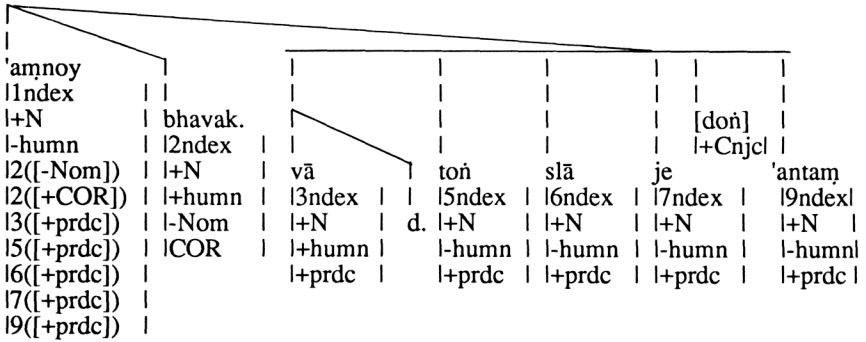 'aṃnoy
|1ndex | |
|+N | bhavak. [doṅ]
|-humn | |2ndex | |+Cnjc|
|2([-Nom]) | |+N | vā toṅ slā je 'antaṃ
|2([+COR]) | |+humn | |3ndex | |5ndex | |6ndex | |7ndex | |9ndex|
|3([+prdc]) | |-Nom | |+N | d. |+N | |+N | |+N | |+N |
|5([+prdc]) | |COR | |+humn | |-humn | |-humn | |-humn | |-humn|
|6([+prdc]) | |+prdc | |+prdc | |+prdc | |+prdc | |+prdc |
|7([+prdc]) |
|9([+prdc]) |